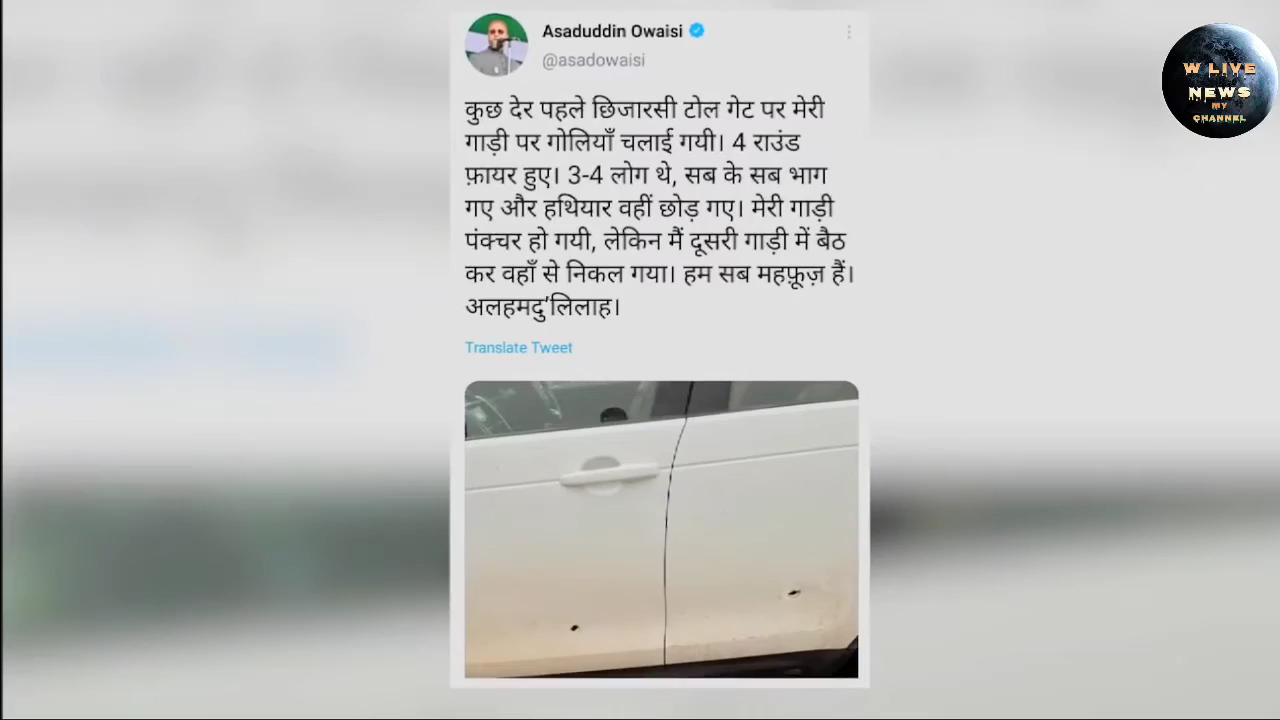 Asaduddin Owaisi
@asadowaisi
कुछ देर पहले छिजारसी टोल गेट पर मेरी
गाड़ी पर गोलियाँ चलाई गयी। 4 राउंड
फ़ायर हुए। 3-4 लोग थे, सब के सब भाग
गए और हथियार वहीं छोड़ गए। मेरी गाड़ी
पंक्चर हो गयी, लेकिन मैं दूसरी गाड़ी में बैठ
कर वहाँ से निकल गया। हम सब महफ़ूज़ हैं।
अलहमदु'लिलाह।
Translate Tweet
W LIVE
NEWS
MY
CHANNEL